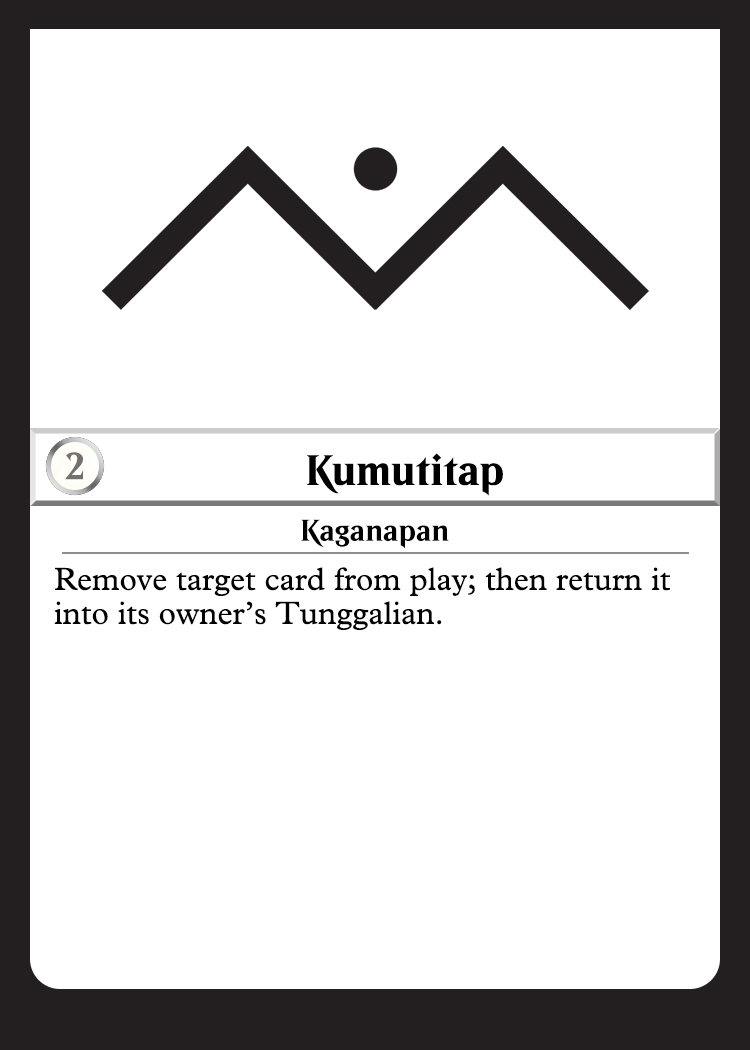 2
Kumutitap
Kaganapan
Remove target card from play; then return it
into its owner’s Tunggalian.